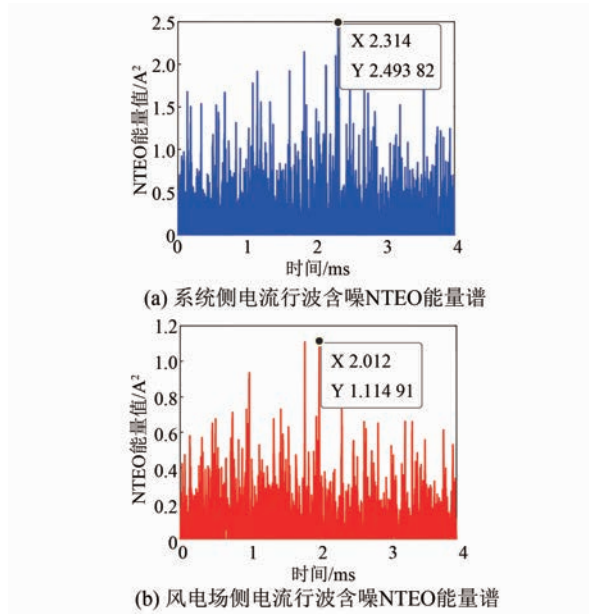 2.5
X 2.314
Y 2.493 82
2.0
1.5
1.0
0.5
0
NTEO能量值/A²
0 1 2 3 4
时间/ms
(a) 系统侧电流行波含噪NTEO能量谱
1.2
X 2.012
Y 1.114 91
1.0
0.8
0.6
0.4
0.2
0
NTEO能量值/A²
0 1 2 3 4
时间/ms
(b) 风电场侧电流行波含噪NTEO能量谱